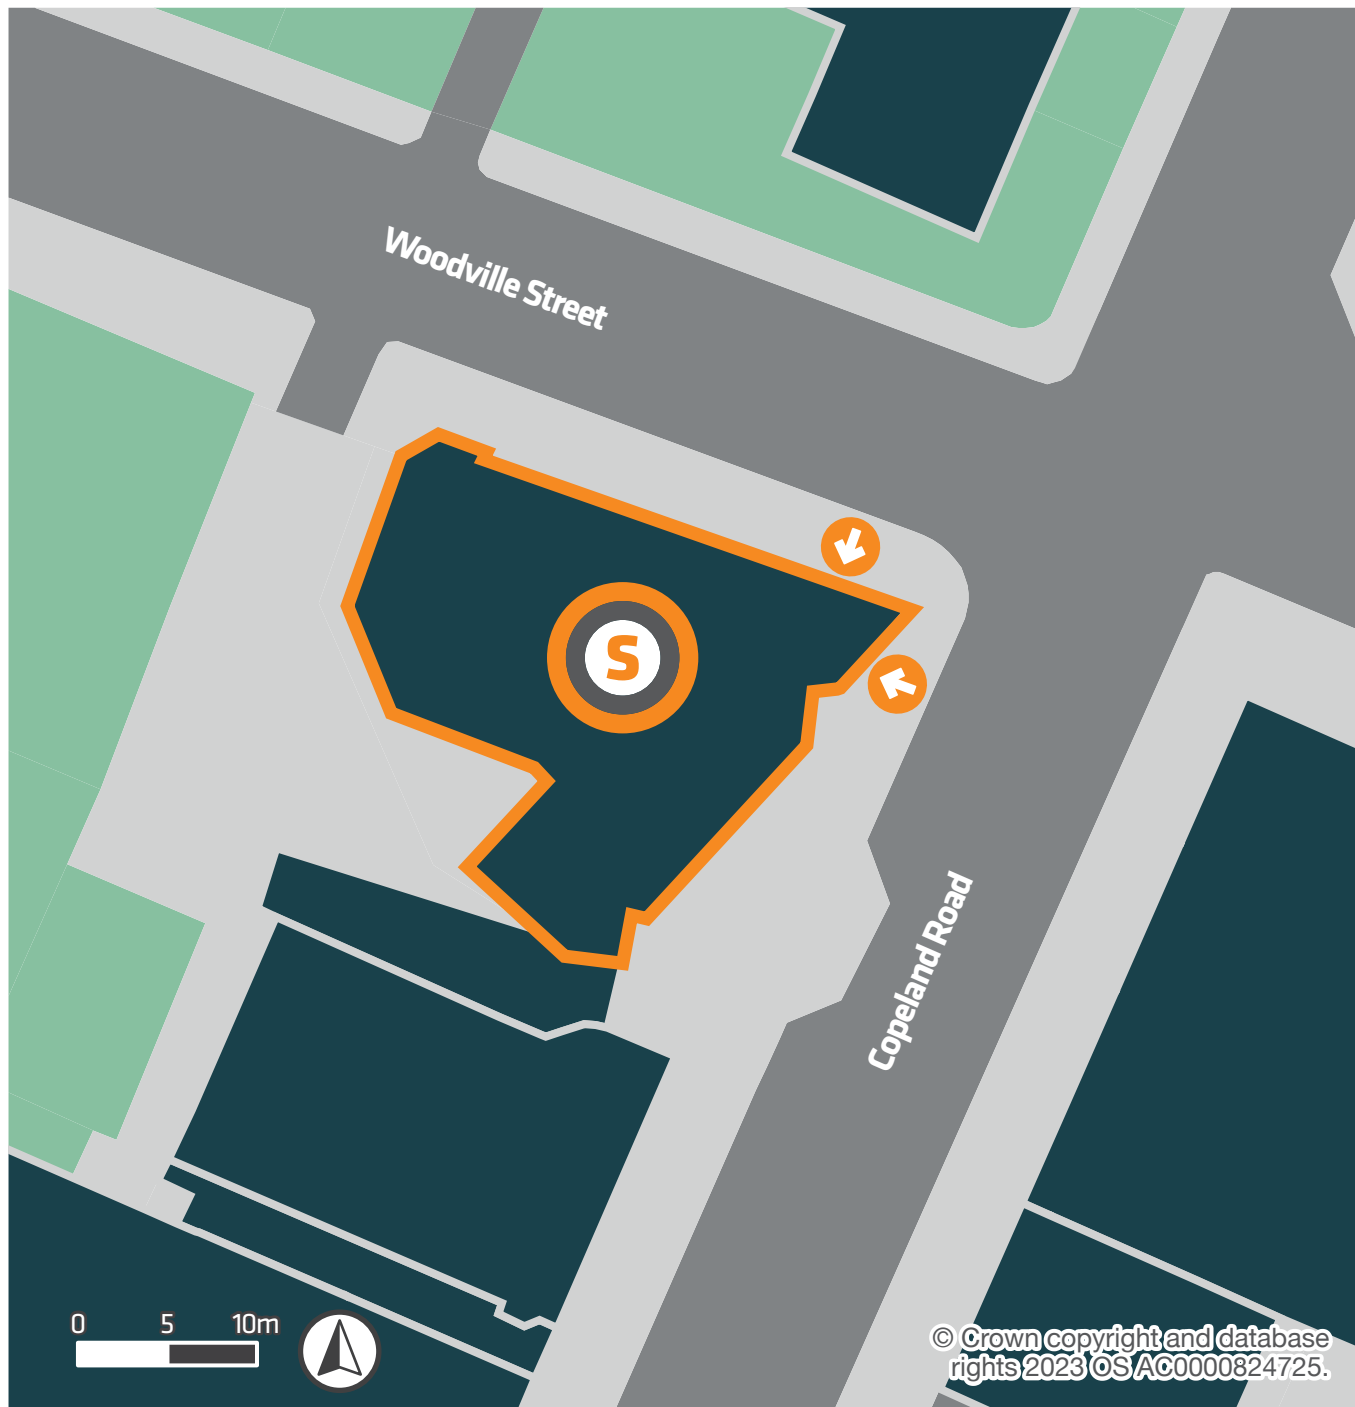 Woodville Street
S
Copeland Road
0 5 10m
© Crown copyright and database
rights 2023 OS AC0000824725.